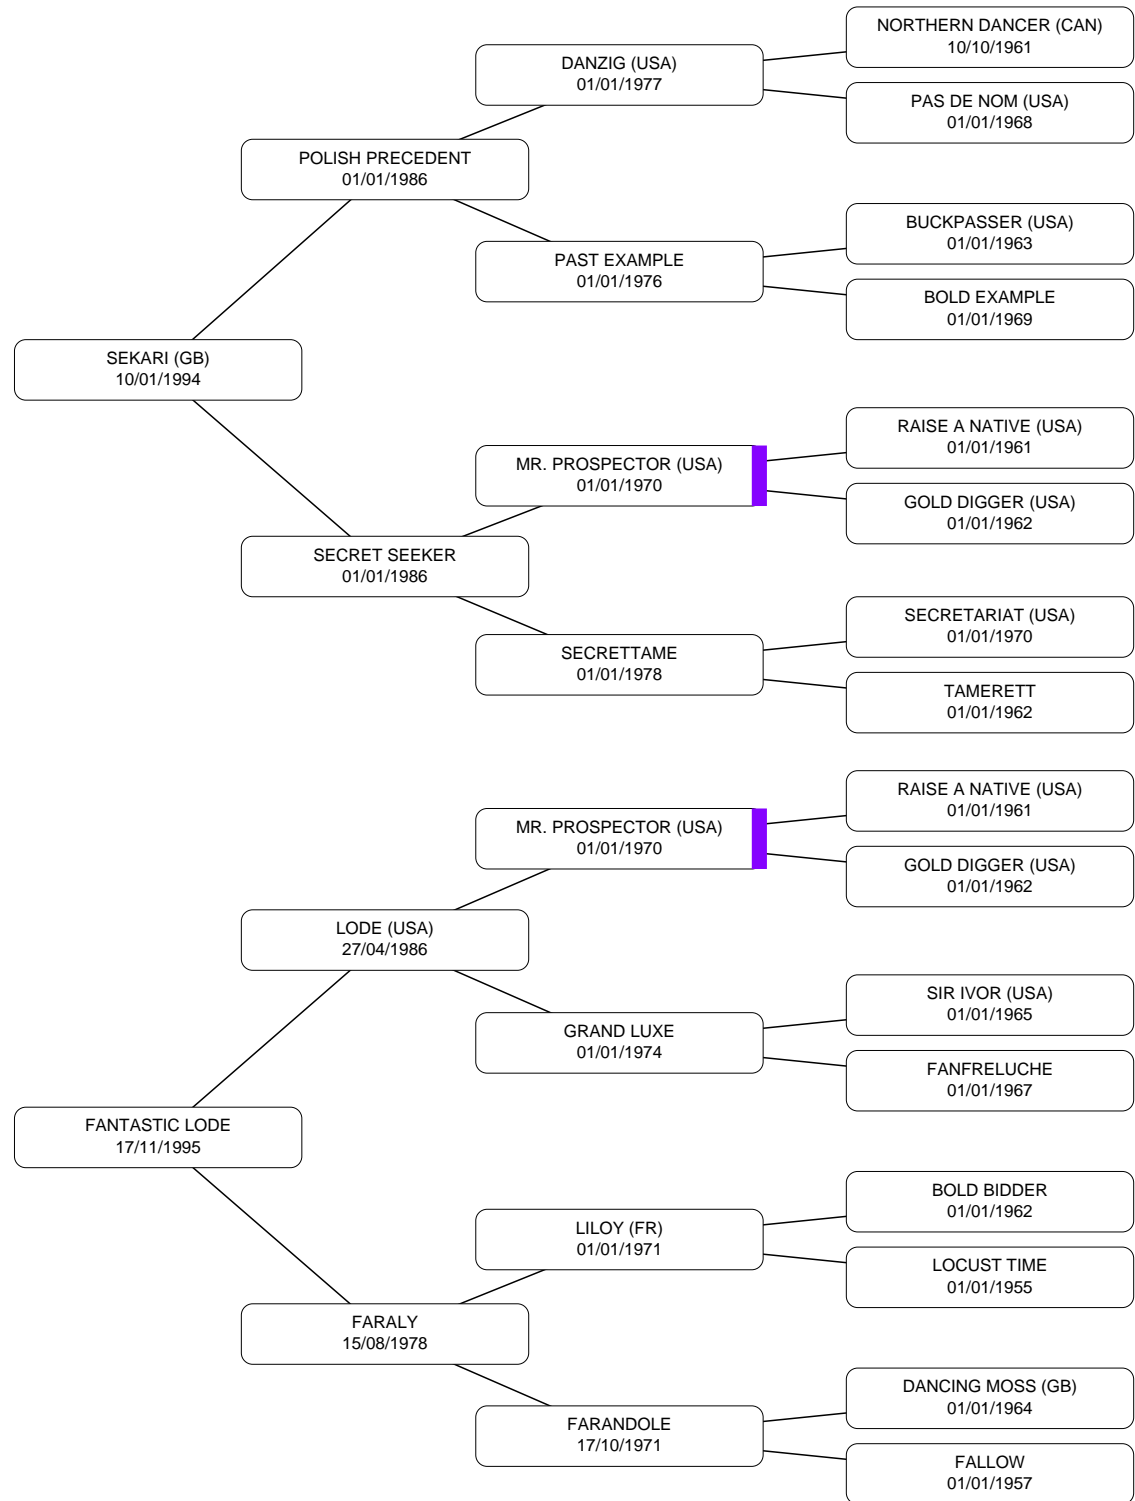 NORTHERN DANCER (CAN)
10/10/1961
DANZIG (USA)
01/01/1977
PAS DE NOM (USA)
01/01/1968
POLISH PRECEDENT
01/01/1986
BUCKPASSER (USA)
01/01/1963
PAST EXAMPLE
01/01/1976
BOLD EXAMPLE
01/01/1969
SEKARI (GB)
10/01/1994
RAISE A NATIVE (USA)
01/01/1961
MR. PROSPECTOR (USA)
01/01/1970
GOLD DIGGER (USA)
01/01/1962
SECRET SEEKER
01/01/1986
SECRETARIAT (USA)
01/01/1970
SECRETTAME
01/01/1978
TAMERETT
01/01/1962
RAISE A NATIVE (USA)
01/01/1961
MR. PROSPECTOR (USA)
01/01/1970
GOLD DIGGER (USA)
01/01/1962
LODE (USA)
27/04/1986
SIR IVOR (USA)
01/01/1965
GRAND LUXE
01/01/1974
FANFRELUCHE
01/01/1967
FANTASTIC LODE
17/11/1995
BOLD BIDDER
01/01/1962
LILOY (FR)
01/01/1971
LOCUST TIME
01/01/1955
FARALY
15/08/1978
DANCING MOSS (GB)
01/01/1964
FARANDOLE
17/10/1971
FALLOW
01/01/1957